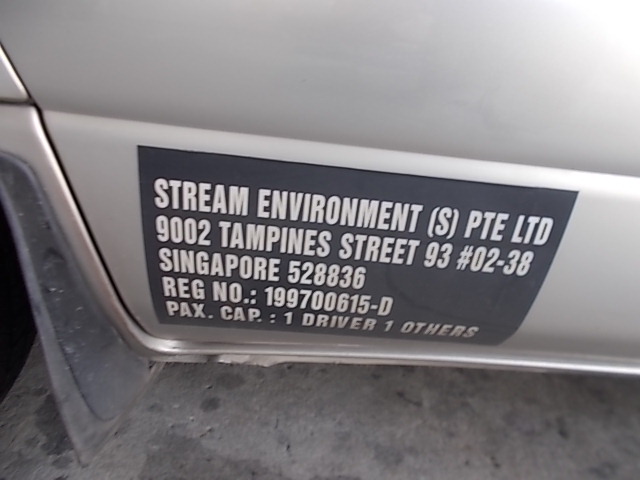 STREAM ENVIRONMENT (S) PTE LTD
9002 TAMPINES STREET 93 #02-38
SINGAPORE 528836
REG NO.: 199700615-D
PAX. CAP. : 1 DRIVER 1 OTHERS